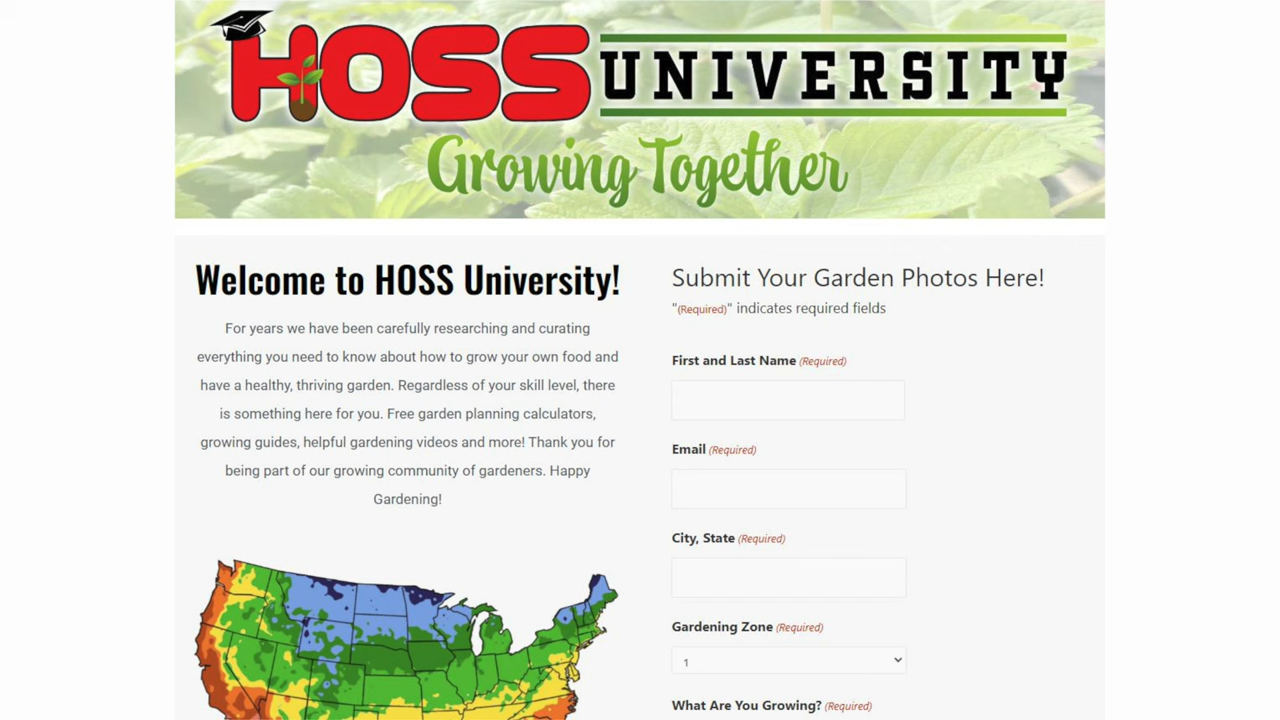 HOSS UNIVERSITY
Growing Together
Welcome to HOSS University!
For years we have been carefully researching and curating
everything you need to know about how to grow your own food and
have a healthy, thriving garden. Regardless of your skill level, there
is something here for you. Free garden planning calculators,
growing guides, helpful gardening videos and more! Thank you for
being part of our growing community of gardeners. Happy
Gardening!
Submit Your Garden Photos Here!
"(Required)" indicates required fields
First and Last Name (Required)
Email (Required)
City, State (Required)
Gardening Zone (Required)
1
What Are You Growing? (Required)